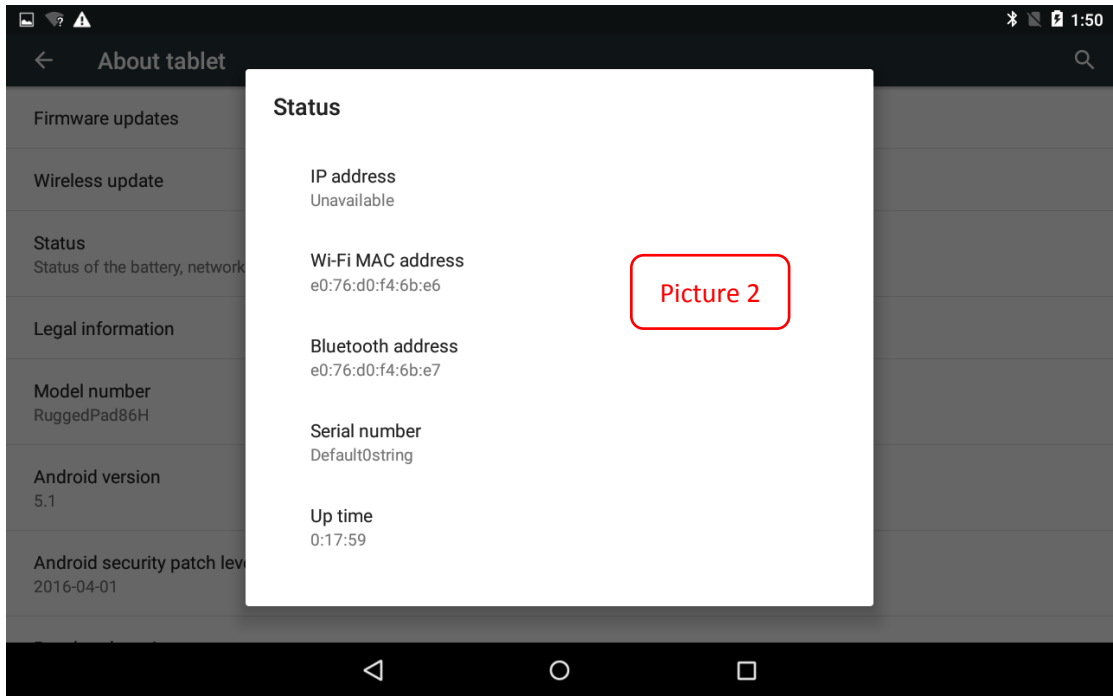 1:50
About tablet
Firmware updates
Wireless update
Status
Status of the battery, network
Legal information
Model number
RuggedPad86H
Android version
5.1
Android security patch leve
2016-04-01
Status
IP address
Unavailable
Wi-Fi MAC address
e0:76:d0:f4:6b:e6
Bluetooth address
e0:76:d0:f4:6b:e7
Serial number
Default0string
Up time
0:17:59
Picture 2